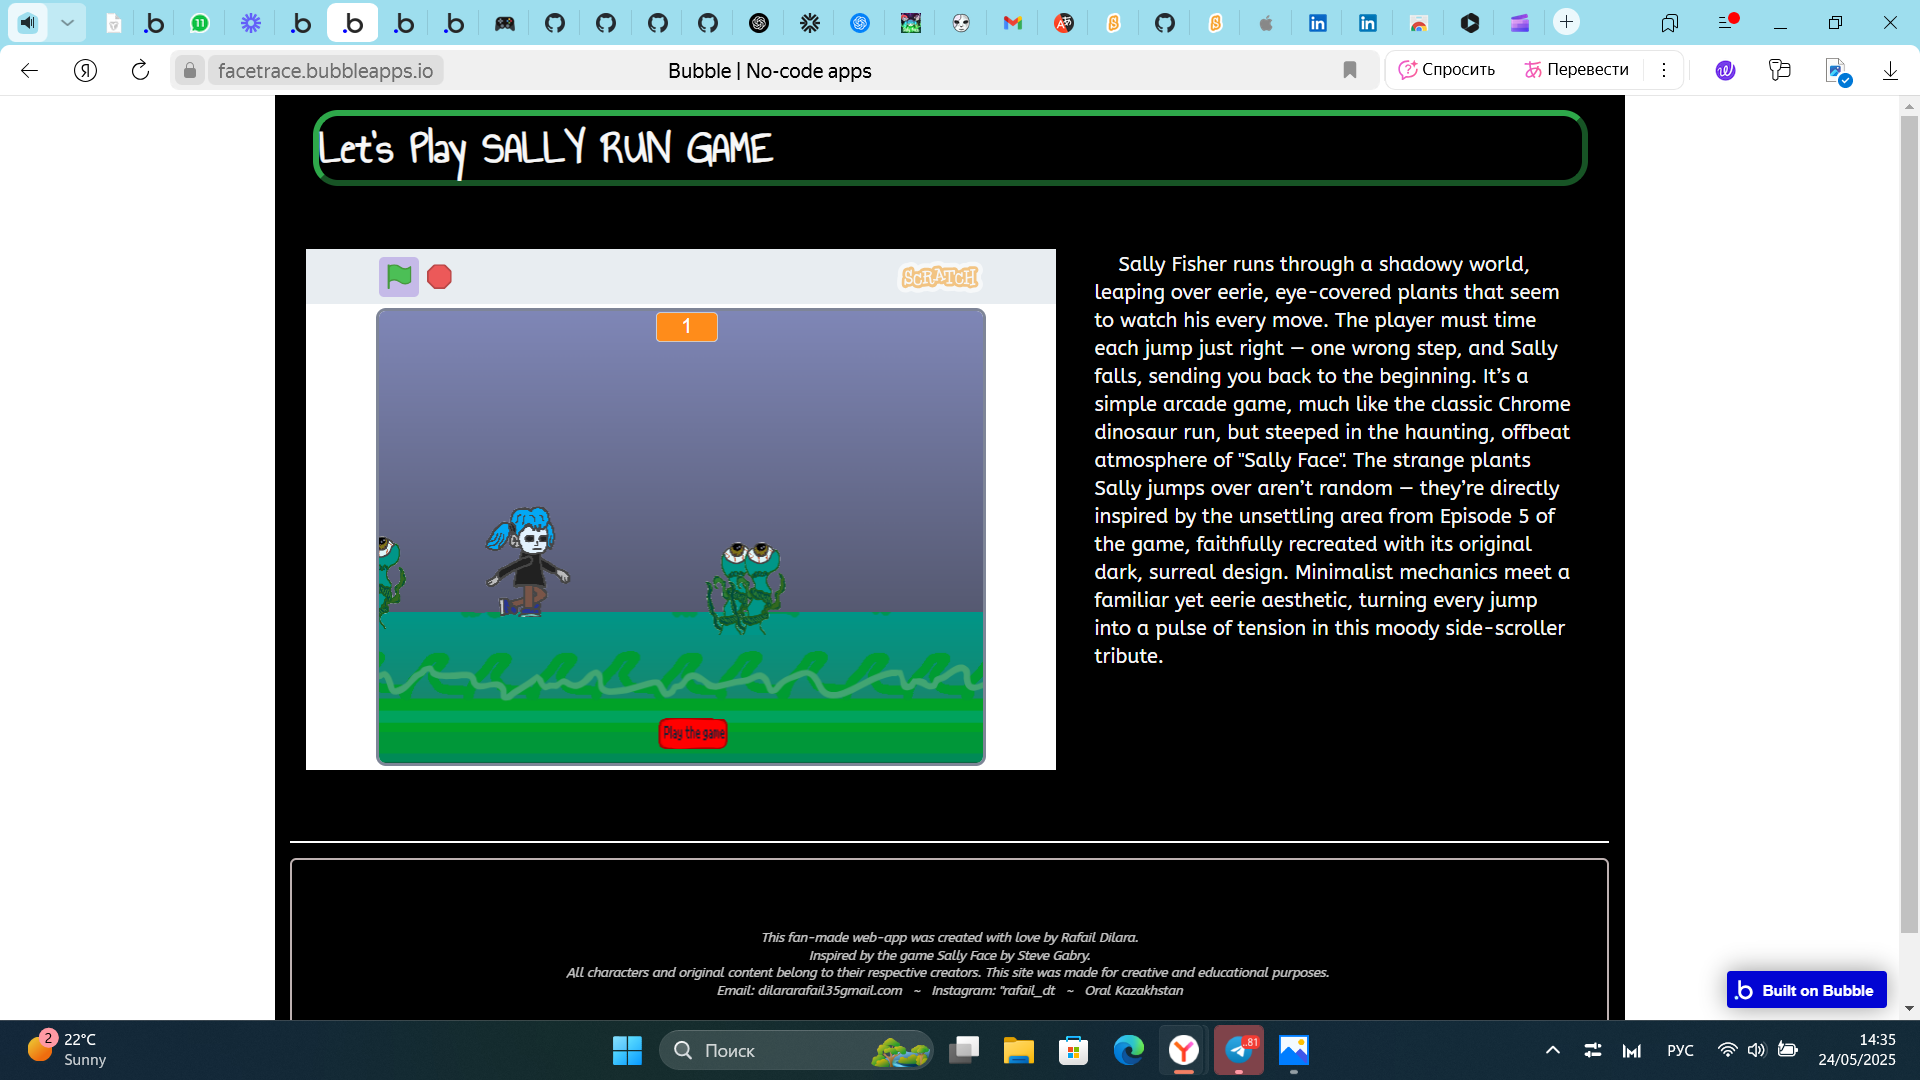 11
facetrace.bubbleapps.io
Bubble | No-code apps
Спросить
Перевести
Let's Play SALLY RUN GAME
SCRATCH
1
Play the game
Sally Fisher runs through a shadowy world,
leaping over eerie, eye-covered plants that seem
to watch his every move. The player must time
each jump just right — one wrong step, and Sally
falls, sending you back to the beginning. It’s a
simple arcade game, much like the classic Chrome
dinosaur run, but steeped in the haunting, offbeat
atmosphere of "Sally Face". The strange plants
Sally jumps over aren’t random — they’re directly
inspired by the unsettling area from Episode 5 of
the game, faithfully recreated with its original
dark, surreal design. Minimalist mechanics meet a
familiar yet eerie aesthetic, turning every jump
into a pulse of tension in this moody side-scroller
tribute.
This fan-made web-app was created with love by Rafail Dilara.
Inspired by the game Sally Face by Steve Gabry.
All characters and original content belong to their respective creators. This site was made for creative and educational purposes.
Email: dilararafail35gmail.com ~ Instagram: "rafail_dt ~ Oral Kazakhstan
Built on Bubble
2
22°C
Sunny
Поиск
81
РУС
14:35
24/05/2025